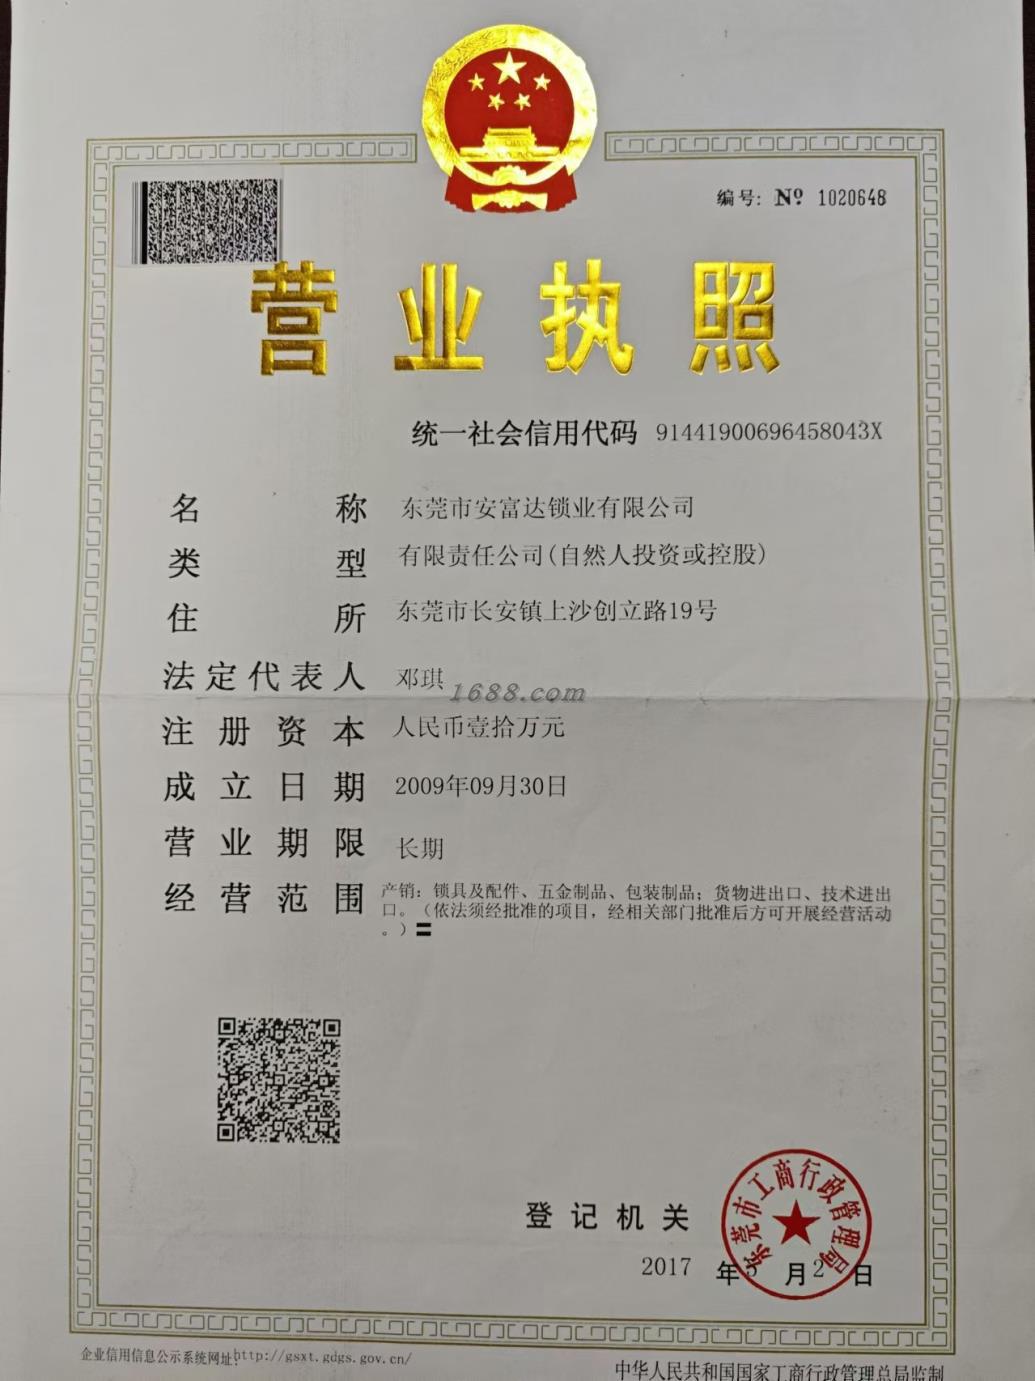 编号: Nº 1020648
营业执照
统一社会信用代码 91441900696458043X
名称 东莞市安富达锁业有限公司
类型 有限责任公司(自然人投资或控股)
住所 东莞市长安镇上沙创立路19号
法定代表人 邓琪
1688.com
注册资本 人民币壹拾万元
成立日期 2009年09月30日
营业期限 长期
经营范围 产销：锁具及配件、五金制品、包装制品；货物进出口、技术进出
口。（依法须经批准的项目，经相关部门批准后方可开展经营活动
。）〓
东莞市工商行政管理局
登记机关
2017 年 5 月 2 日
企业信用信息公示系统网址:http://gsxt.gdgs.gov.cn/
中华人民共和国国家工商行政管理总局监制